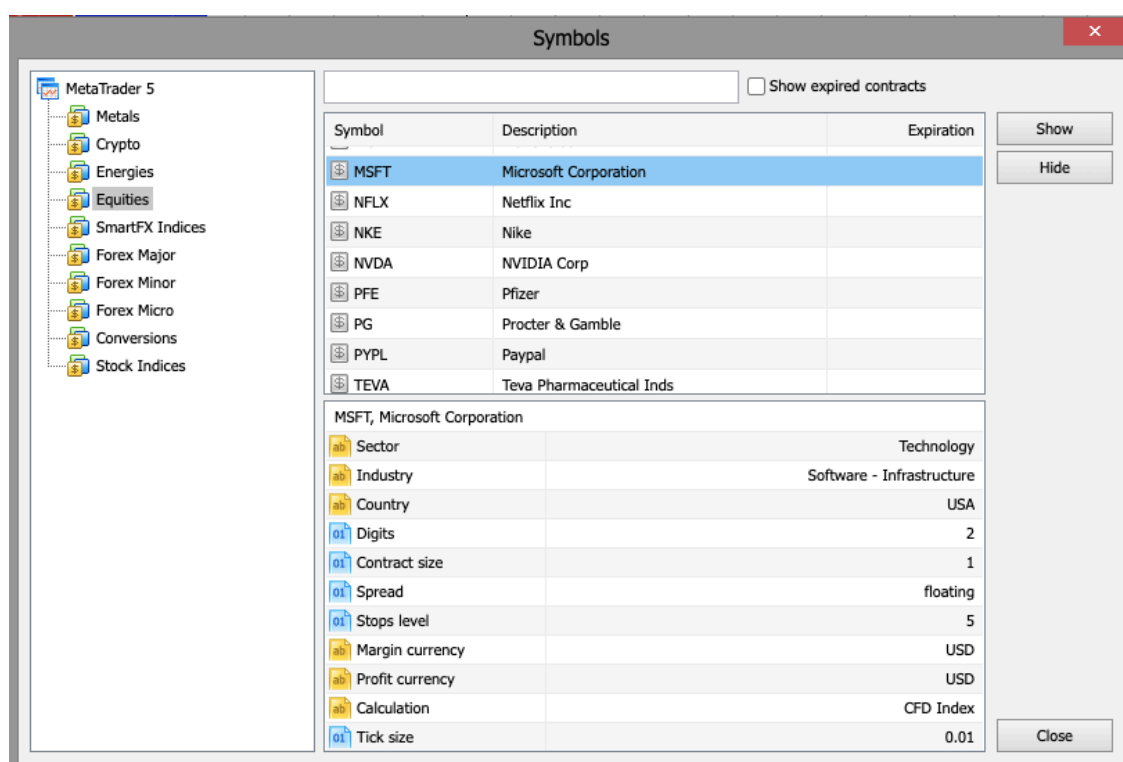 Symbols
MetaTrader 5
Metals
Crypto
Energies
Equities
SmartFX Indices
Forex Major
Forex Minor
Forex Micro
Conversions
Stock Indices
Show expired contracts
Symbol Description Expiration
MSFT Microsoft Corporation
NFLX Netflix Inc
NKE Nike
NVDA NVIDIA Corp
PFE Pfizer
PG Procter & Gamble
PYPL Paypal
TEVA Teva Pharmaceutical Inds
MSFT, Microsoft Corporation
Sector Technology
Industry Software - Infrastructure
Country USA
Digits 2
Contract size 1
Spread floating
Stops level 5
Margin currency USD
Profit currency USD
Calculation CFD Index
Tick size 0.01
Show
Hide
Close